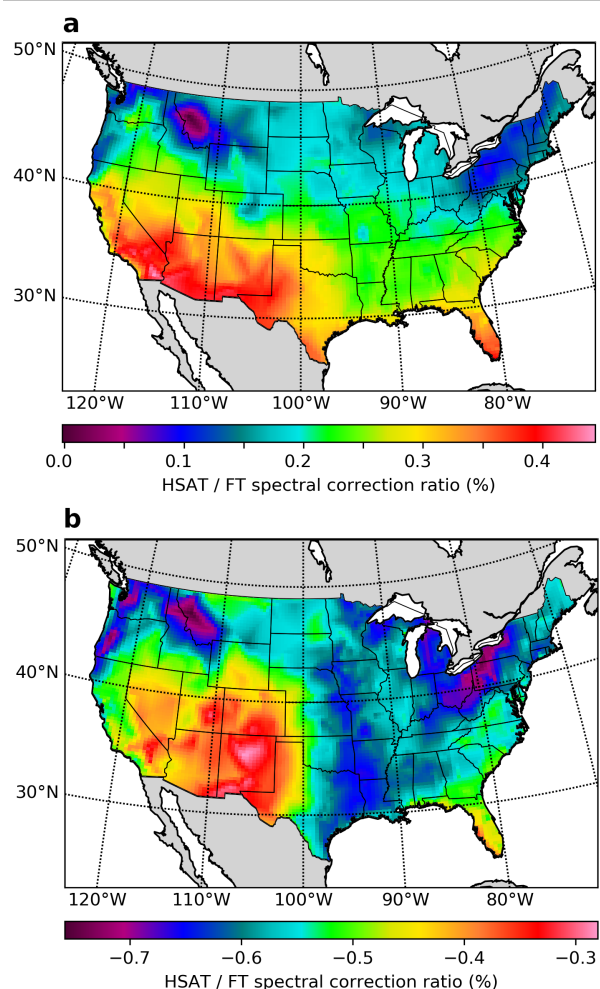 a
50°N
40°N
30°N
120°W 110°W 100°W 90°W 80°W
0.0 0.1 0.2 0.3 0.4
HSAT / FT spectral correction ratio (%)
b
50°N
40°N
30°N
120°W 110°W 100°W 90°W 80°W
−0.7 −0.6 −0.5 −0.4 −0.3
HSAT / FT spectral correction ratio (%)